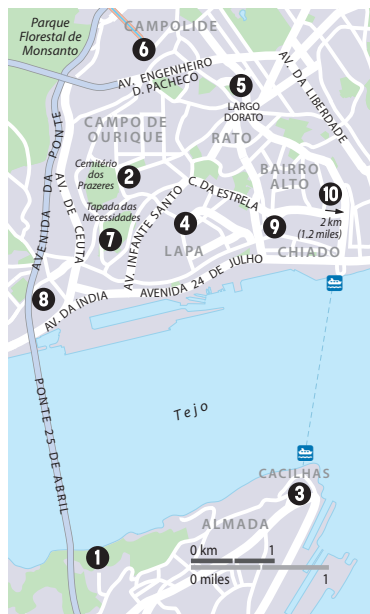 Parque
Florestal de
Monsanto
CAMPOLIDE
6
AV. ENGENHEIRO
D. PACHECO
5
LARGO
DORATO
AV. DA LIBERDADE
CAMPO DE
OURIQUE
RATO
AVENIDA DA PONTE
AV. DE CEUTA
Cemitério
dos
Prazeres
2
BAIRRO
ALTO
10
2 km
(1.2 miles)
C. DA ESTRELA
Tapada das
Necessidades
7
AV. INFANTE SANTO
4
9
LAPA
CHIADO
8
AV. DA ÍNDIA
AVENIDA 24 DE JULHO
PONTE 25 DE ABRIL
Tejo
CACILHAS
3
ALMADA
1
0 km
1
0 miles
1